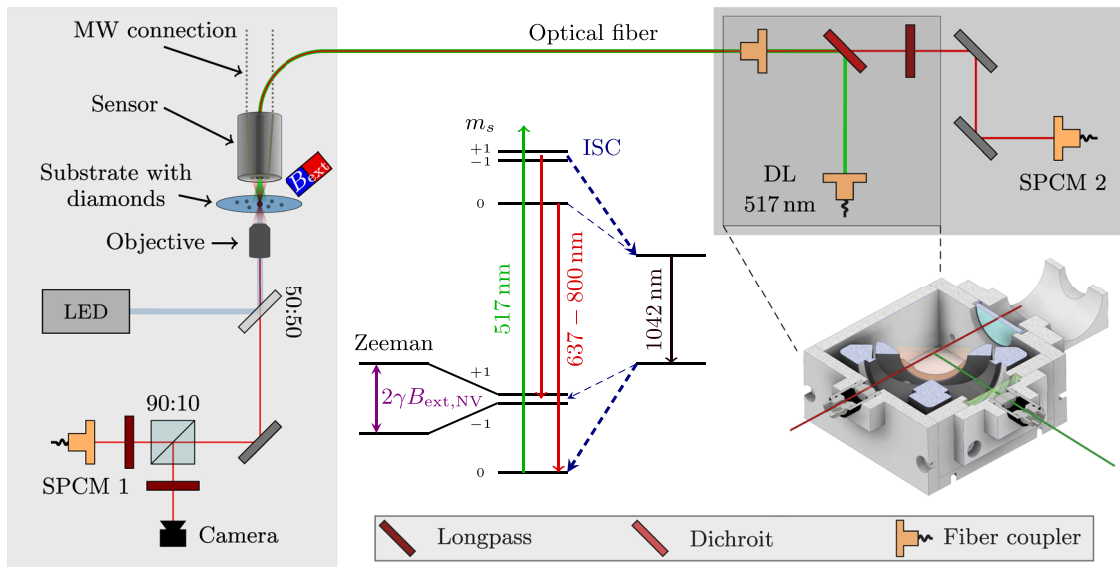 MW connection
Sensor
Substrate with
diamonds
B_ext
Objective
LED
50:50
90:10
SPCM 1
Camera
Optical fiber
m_s
+1
−1
0
ISC
517 nm
637 − 800 nm
1042 nm
Zeeman
+1
2γB_ext,NV
−1
0
DL
517 nm
SPCM 2
Longpass
Dichroit
Fiber coupler